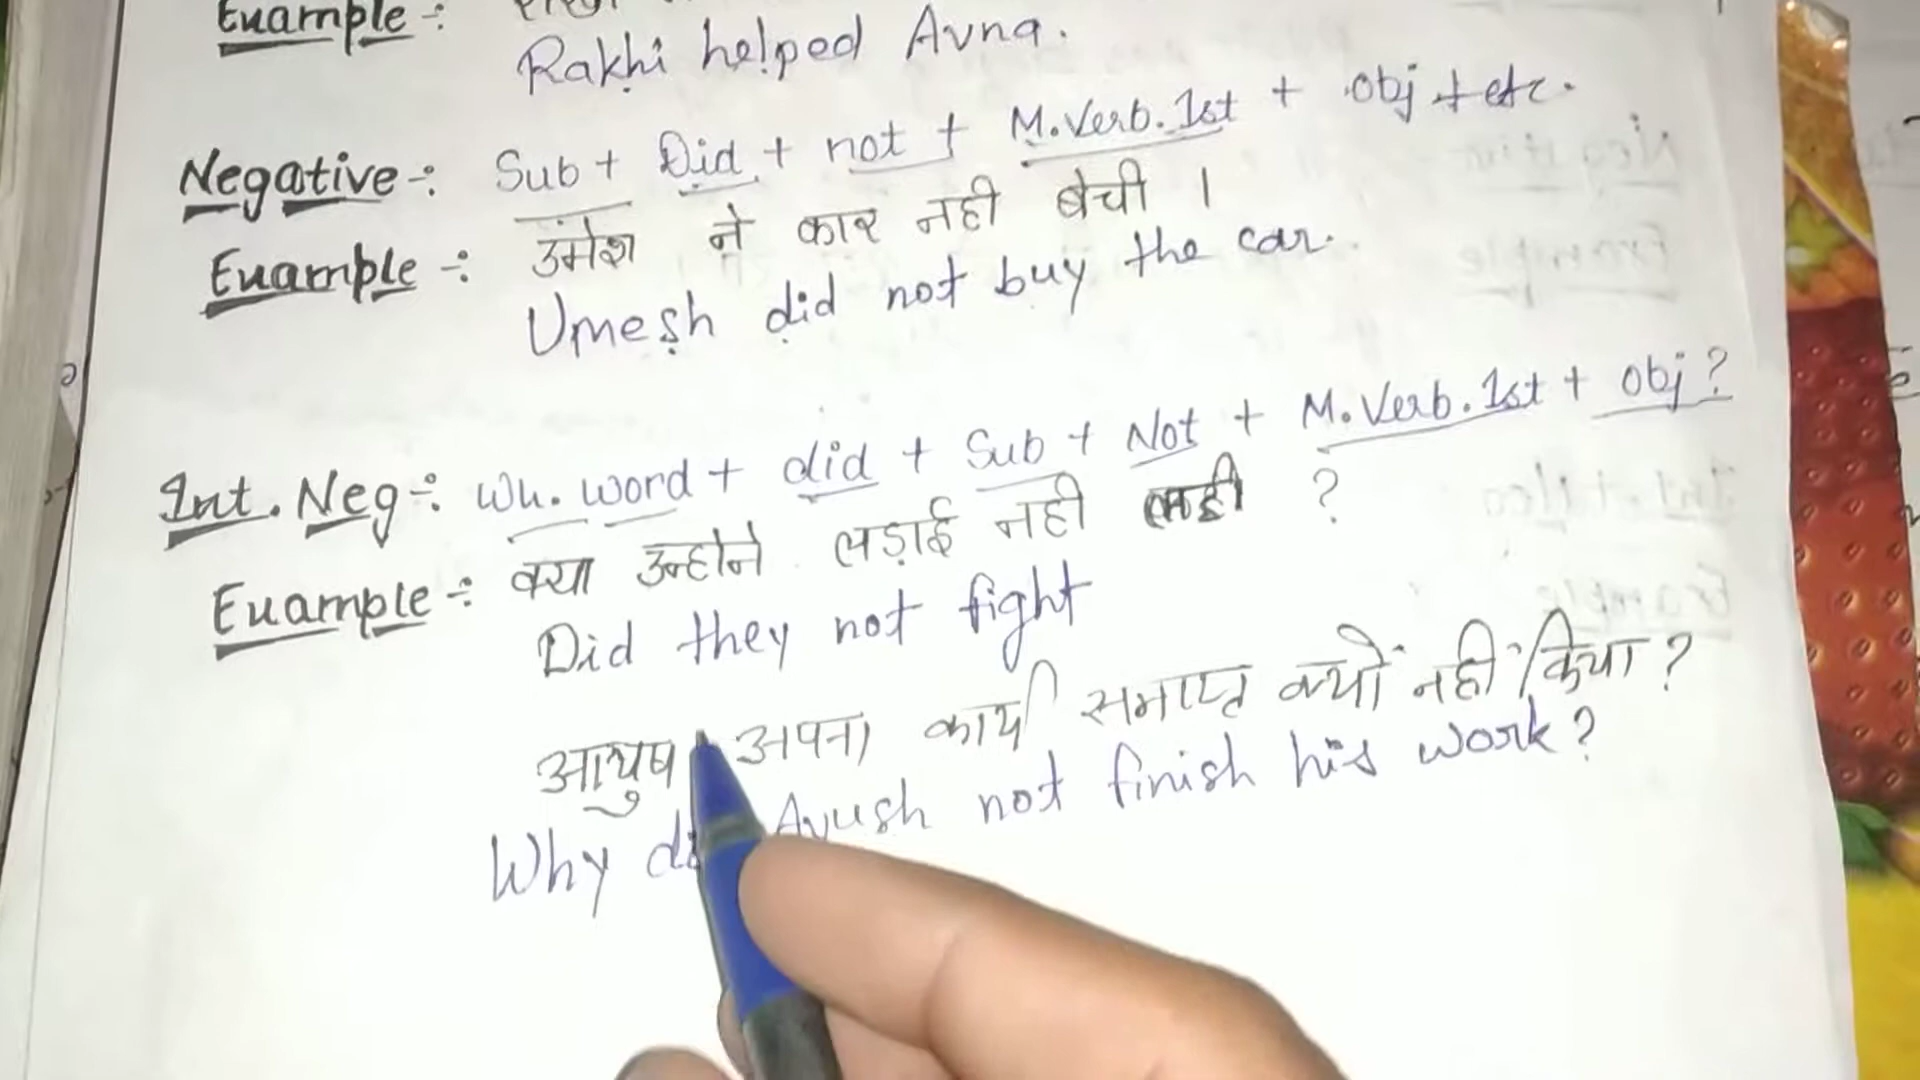 Example :-
Rakhi helped Avna.
Negative :- Sub + Did + not + M.Verb.1st + obj + etc.
Example :- उमेश ने कार नही बेची ।
Umesh did not buy the car.
Int. Neg :- Wh. word + did + Sub + Not + M.Verb.1st + obj ?
Example :- क्या उन्होने लड़ाई नही लड़ी ?
Did they not fight
आयुष अपना कार्य समाप्त क्यों नहीं किया ?
Why Ayush not finish his work ?